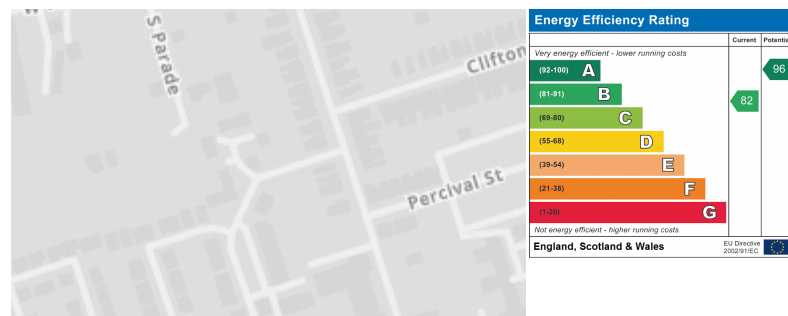 S Parade
Clifton
Percival St
Energy Efficiency Rating
Current
Potentia
Very energy efficient - lower running costs
(92-100) A
96
(81-91) B
82
(69-80) C
(55-68) D
(39-54) E
(21-38) F
(1-20) G
Not energy efficient - higher running costs
England, Scotland & Wales
EU Directive
2002/91/EC